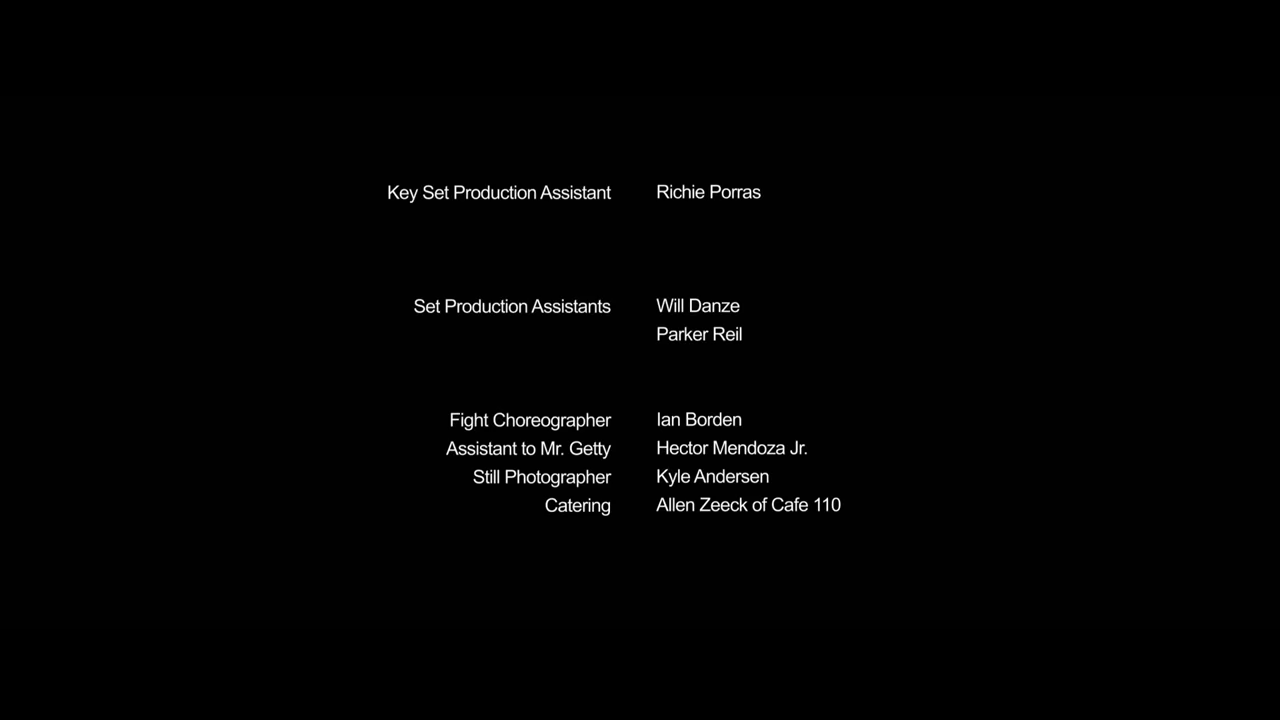 Key Set Production Assistant Richie Porras
Set Production Assistants Will Danze
Parker Reil
Fight Choreographer Ian Borden
Assistant to Mr. Getty Hector Mendoza Jr.
Still Photographer Kyle Andersen
Catering Allen Zeeck of Cafe 110